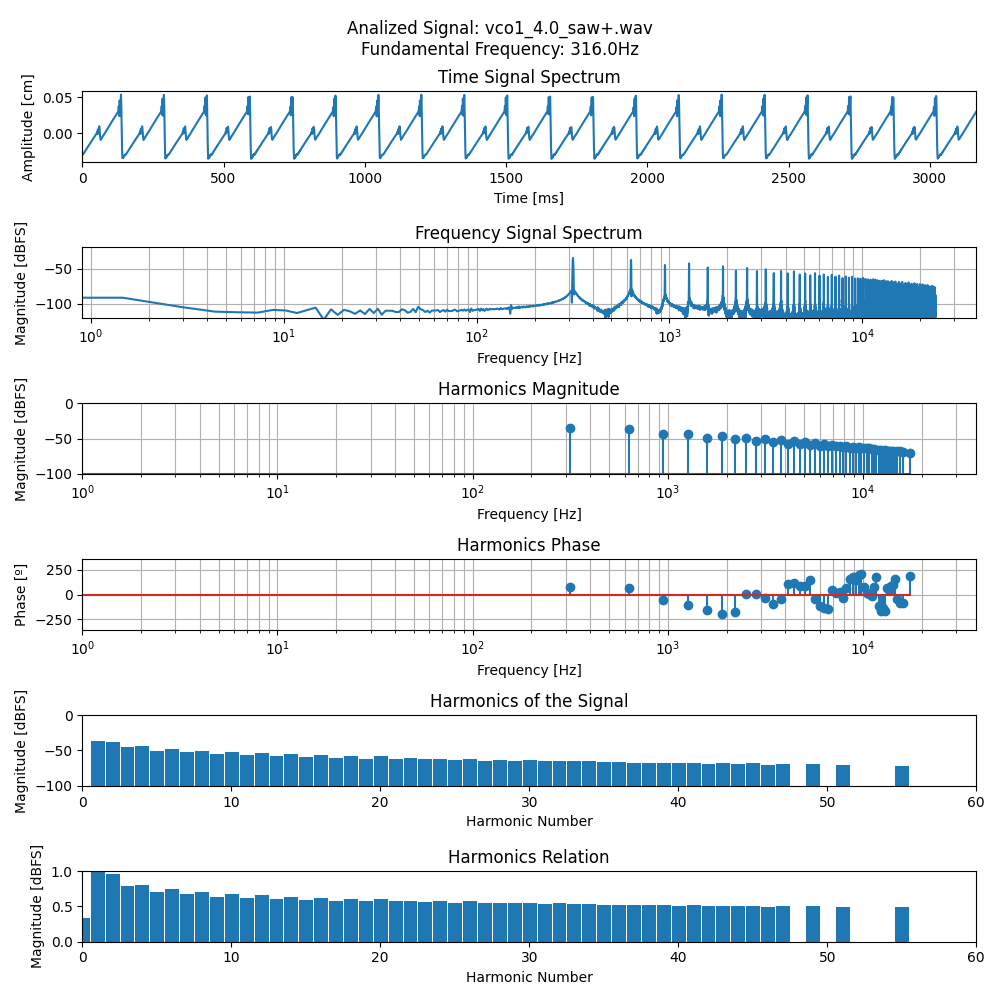 Analized Signal: vco1_4.0_saw+.wav
Fundamental Frequency: 316.0Hz
Time Signal Spectrum
Amplitude [cm]
0.05
0.00
0 500 1000 1500 2000 2500 3000
Time [ms]
Frequency Signal Spectrum
Magnitude [dBFS]
−50
−100
10⁰ 10¹ 10² 10³ 10⁴
Frequency [Hz]
Harmonics Magnitude
Magnitude [dBFS]
0
−50
−100
10⁰ 10¹ 10² 10³ 10⁴
Frequency [Hz]
Harmonics Phase
Phase [º]
250
0
−250
10⁰ 10¹ 10² 10³ 10⁴
Frequency [Hz]
Harmonics of the Signal
Magnitude [dBFS]
0
−50
−100
0 10 20 30 40 50 60
Harmonic Number
Harmonics Relation
Magnitude [dBFS]
1.0
0.5
0.0
0 10 20 30 40 50 60
Harmonic Number